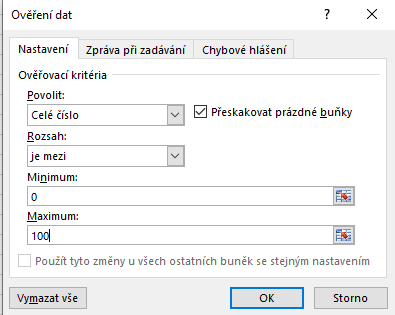 Ověření dat ? ×
Nastavení Zpráva při zadávání Chybové hlášení
Ověřovací kritéria
Povolit:
Celé číslo Přeskakovat prázdné buňky
Rozsah:
je mezi
Minimum:
0
Maximum:
100
Použít tyto změny u všech ostatních buněk se stejným nastavením
Vymazat vše OK Storno